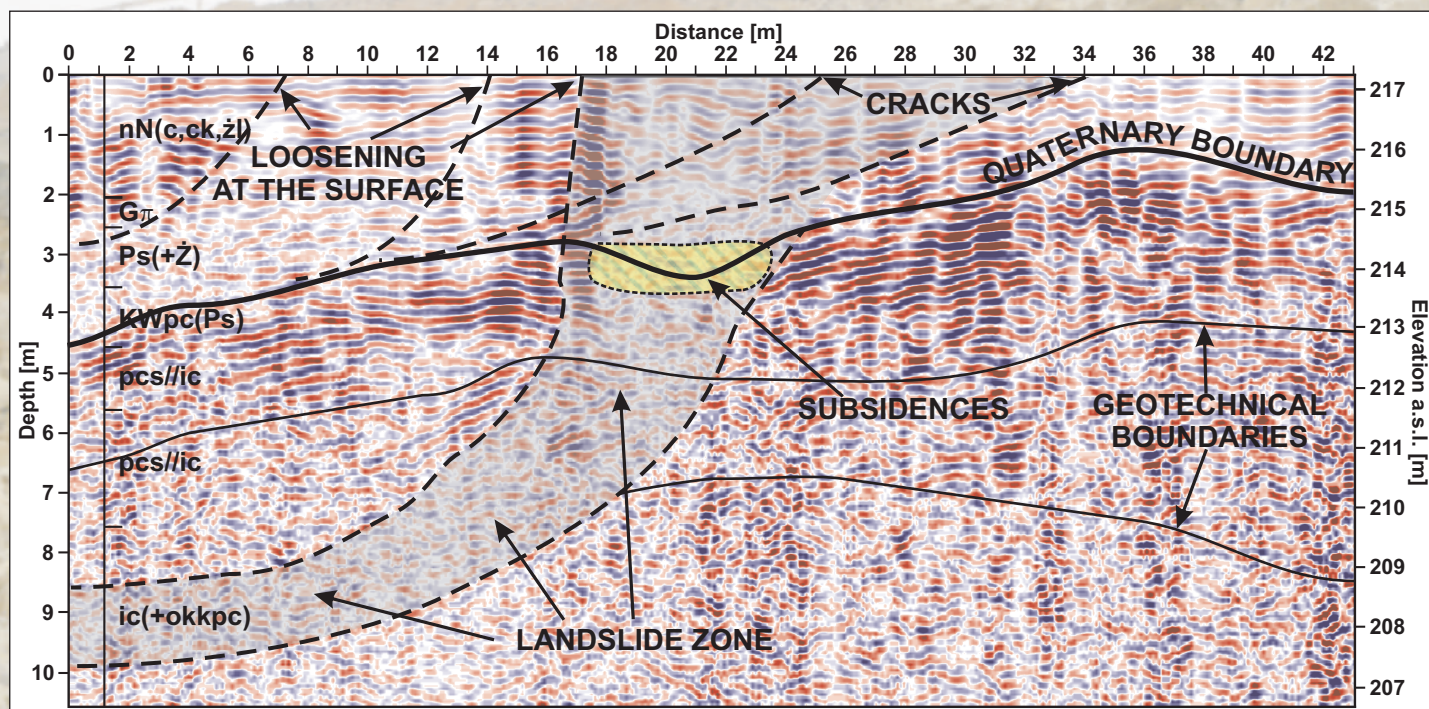 Distance [m]
0 2 4 6 8 10 12 14 16 18 20 22 24 26 28 30 32 34 36 38 40 42
Depth [m]
0
1
2
3
4
5
6
7
8
9
10
Elevation a.s.l. [m]
217
216
215
214
213
212
211
210
209
208
207
nN(c,ck,żl)
Gπ
Ps(+Ż)
KWpc(Ps)
pcs//ic
pcs//ic
ic(+okkpc)
LOOSENING
AT THE SURFACE
CRACKS
QUATERNARY BOUNDARY
SUBSIDENCES
GEOTECHNICAL
BOUNDARIES
LANDSLIDE ZONE